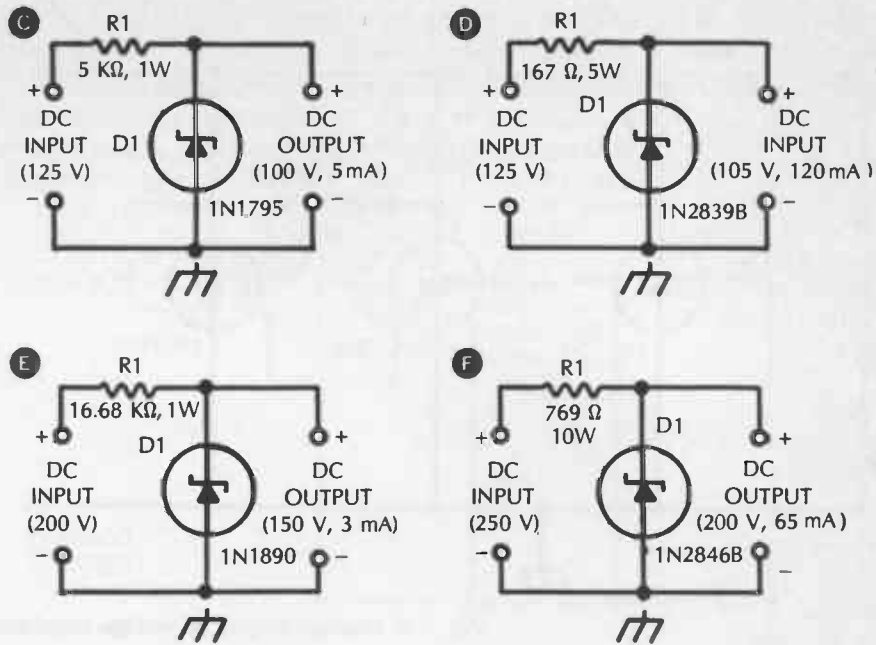 C
R1
5 KΩ, 1W
+
+
DC
INPUT
(125 V)
D1
DC
OUTPUT
(100 V, 5mA)
−
−
1N1795
D
R1
167 Ω, 5W
+
+
D1
DC
INPUT
(125 V)
DC
INPUT
(105 V, 120mA)
−
−
1N2839B
E
R1
16.68 KΩ, 1W
+
+
D1
DC
INPUT
(200 V)
DC
OUTPUT
(150 V, 3 mA)
−
−
1N1890
F
R1
769 Ω
10W
+
+
D1
DC
INPUT
(250 V)
DC
OUTPUT
(200 V, 65mA)
−
−
1N2846B